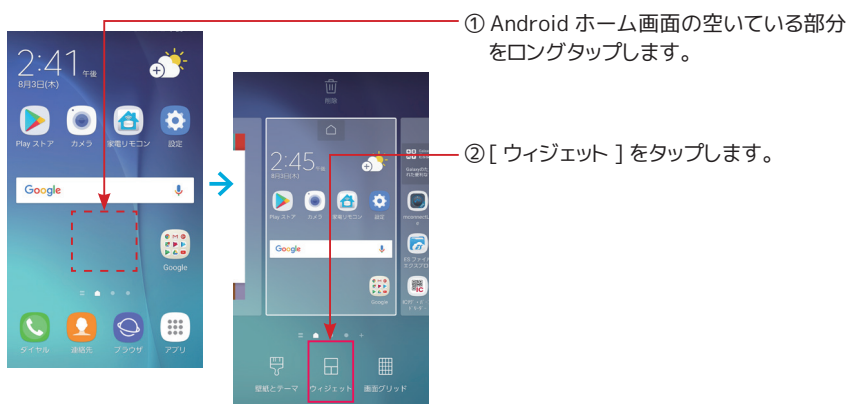 ① Android ホーム画面の空いている部分
をロングタップします。
2:41 午後
8月3日(木)
Play ストア カメラ 家電リモコン 設定
Google
Google
ダイヤル 連絡先 ブラウザ アプリ
削除
②[ ウィジェット ] をタップします。
2:45 午後
8月3日(木)
Play ストア カメラ 家電リモコン 設定
Google
Google
壁紙とテーマ ウィジェット 画面グリッド